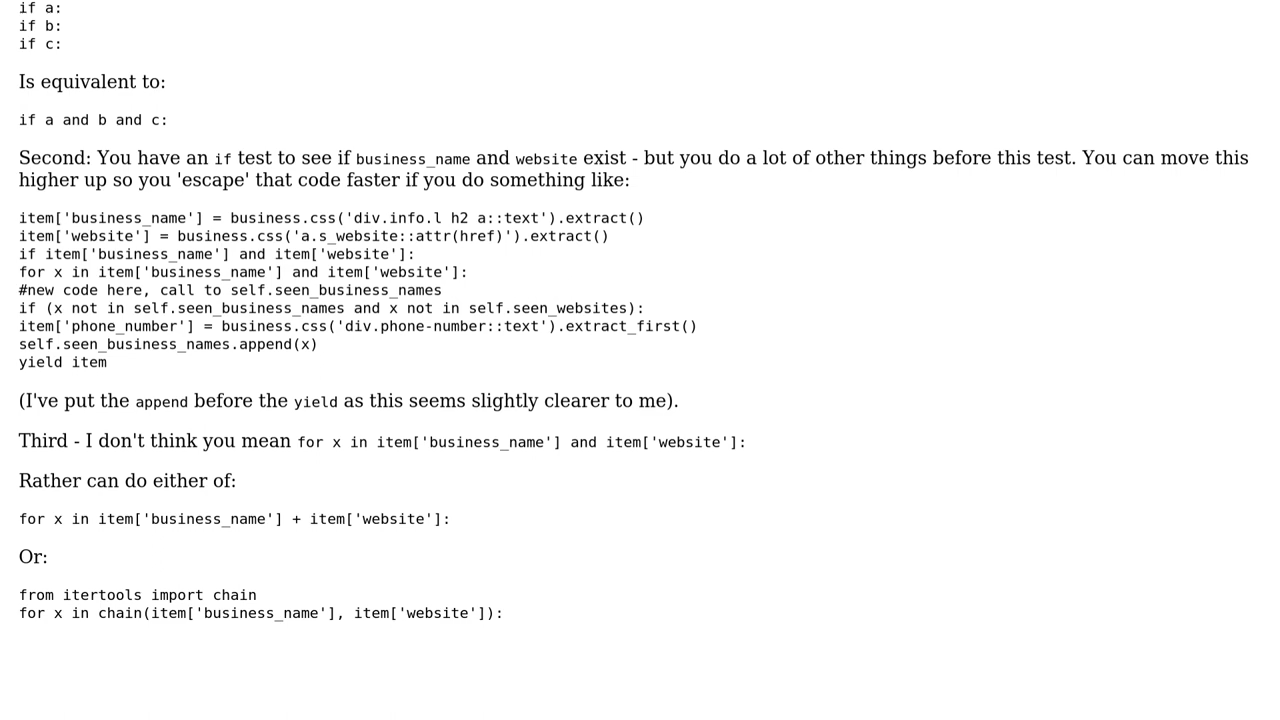 if a:
if b:
if c:
Is equivalent to:
if a and b and c:
Second: You have an if test to see if business_name and website exist - but you do a lot of other things before this test. You can move this
higher up so you 'escape' that code faster if you do something like:
item['business_name'] = business.css('div.info.l h2 a::text').extract()
item['website'] = business.css('a.s_website::attr(href)').extract()
if item['business_name'] and item['website']:
for x in item['business_name'] and item['website']:
#new code here, call to self.seen_business_names
if (x not in self.seen_business_names and x not in self.seen_websites):
item['phone_number'] = business.css('div.phone-number::text').extract_first()
self.seen_business_names.append(x)
yield item
(I've put the append before the yield as this seems slightly clearer to me).
Third - I don't think you mean for x in item['business_name'] and item['website']:
Rather can do either of:
for x in item['business_name'] + item['website']:
Or:
from itertools import chain
for x in chain(item['business_name'], item['website']):